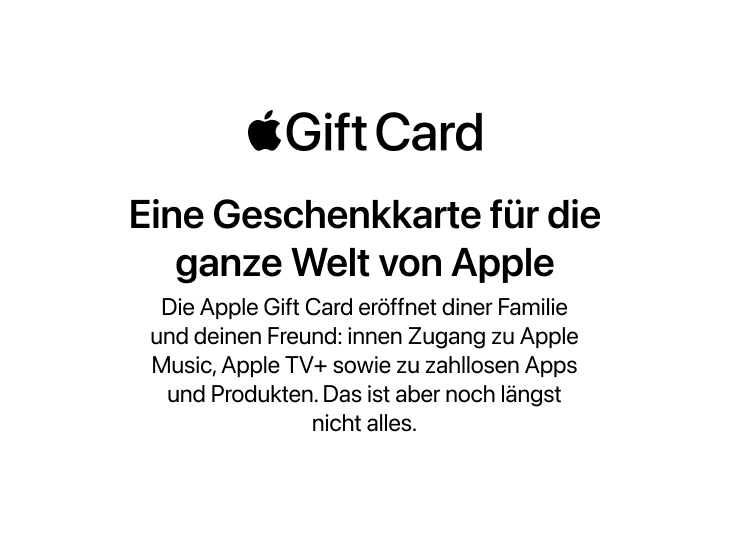 Gift Card
Eine Geschenkkarte für die
ganze Welt von Apple
Die Apple Gift Card eröffnet diner Familie
und deinen Freund: innen Zugang zu Apple
Music, Apple TV+ sowie zu zahllosen Apps
und Produkten. Das ist aber noch längst
nicht alles.